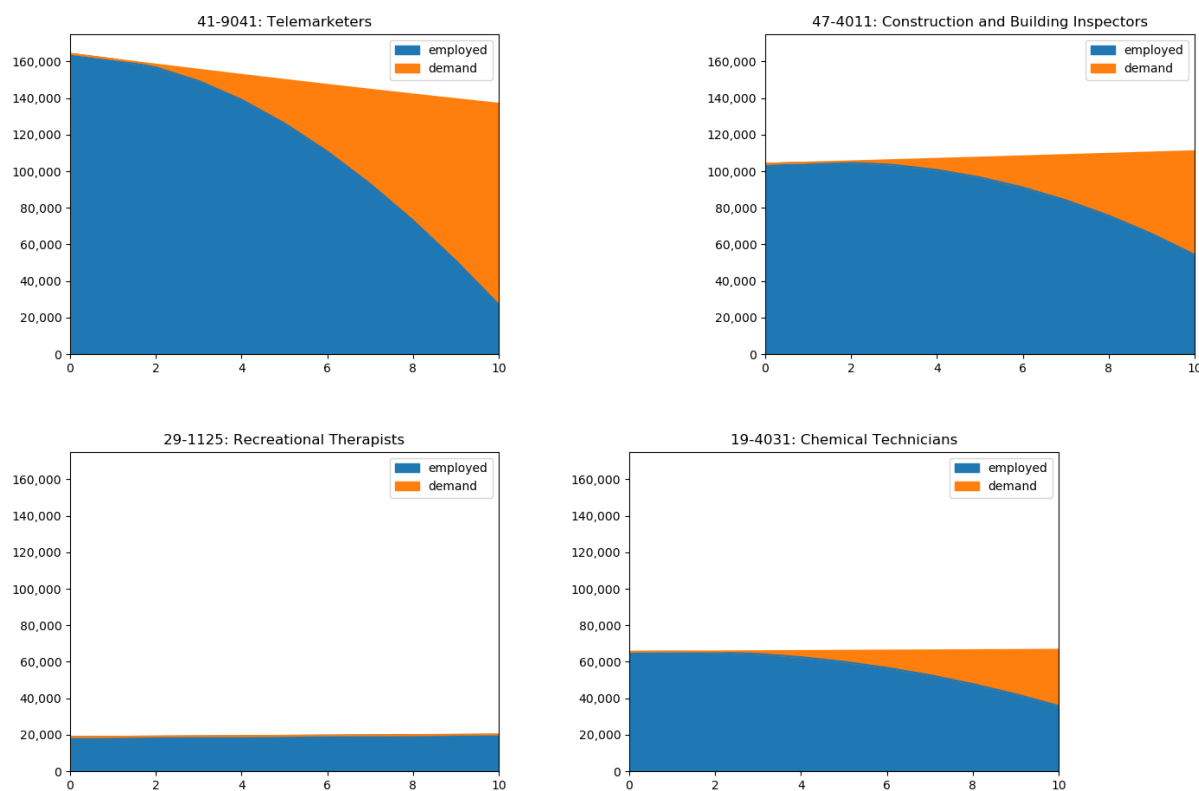 41-9041: Telemarketers
employed
demand
160,000
140,000
120,000
100,000
80,000
60,000
40,000
20,000
0
0 2 4 6 8 10
47-4011: Construction and Building Inspectors
employed
demand
160,000
140,000
120,000
100,000
80,000
60,000
40,000
20,000
0
0 2 4 6 8 10
29-1125: Recreational Therapists
employed
demand
160,000
140,000
120,000
100,000
80,000
60,000
40,000
20,000
0
0 2 4 6 8 10
19-4031: Chemical Technicians
employed
demand
160,000
140,000
120,000
100,000
80,000
60,000
40,000
20,000
0
0 2 4 6 8 10